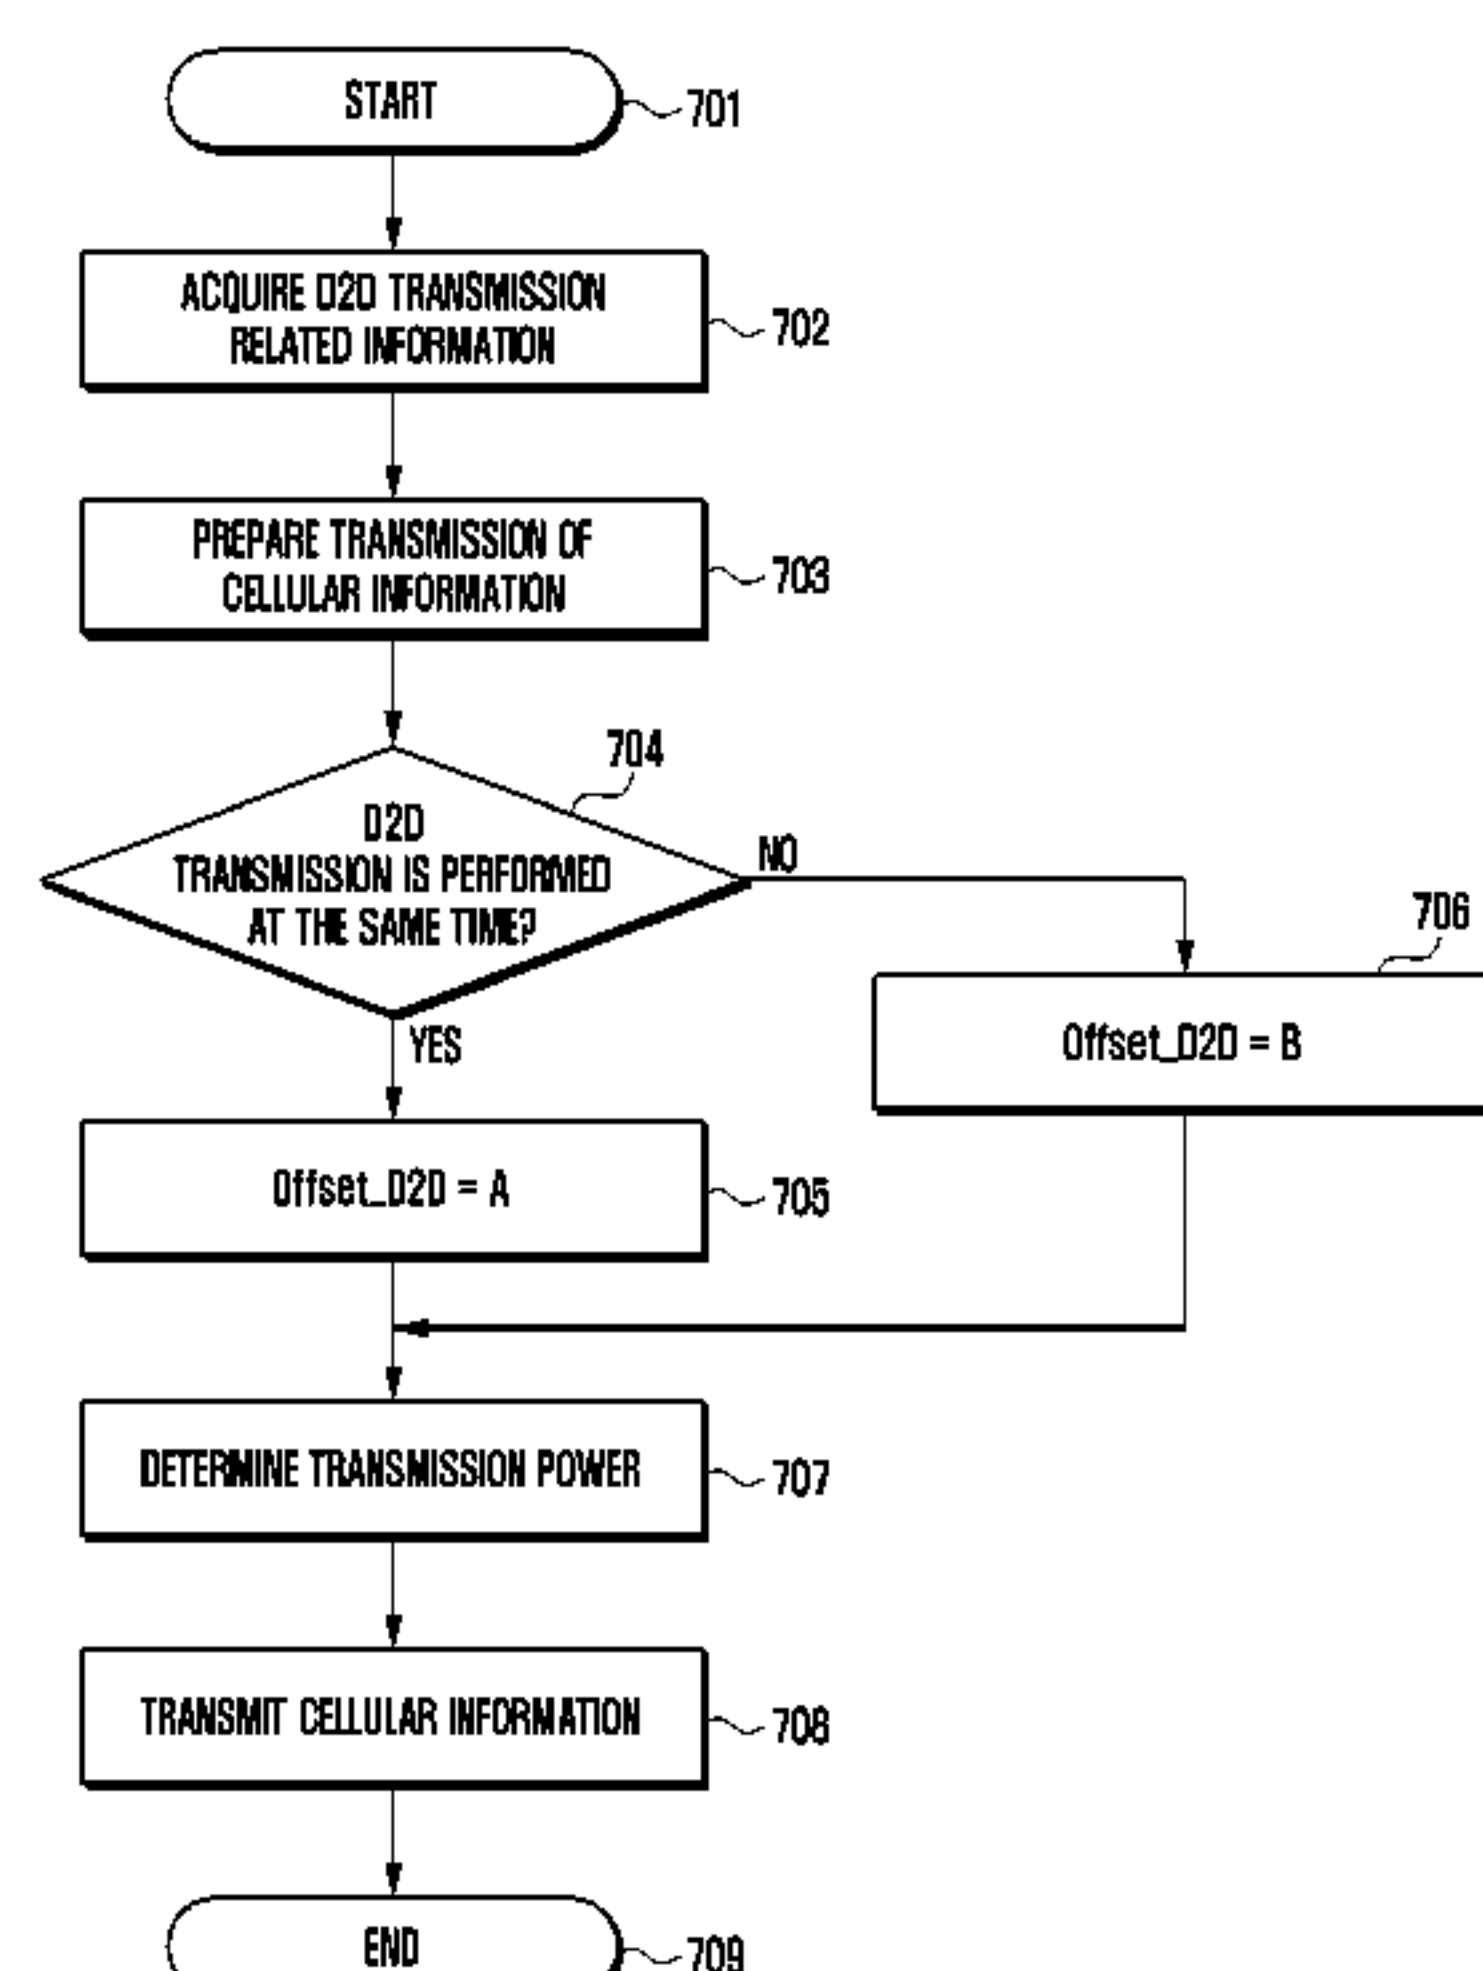 START
701
ACQUIRE D2D TRANSMISSION
RELATED INFORMATION
702
PREPARE TRANSMISSION OF
CELLULAR INFORMATION
703
704
D2D
TRANSMISSION IS PERFORMED
AT THE SAME TIME?
NO
YES
706
Offset_D2D = B
Offset_D2D = A
705
DETERMINE TRANSMISSION POWER
707
TRANSMIT CELLULAR INFORMATION
708
END
709